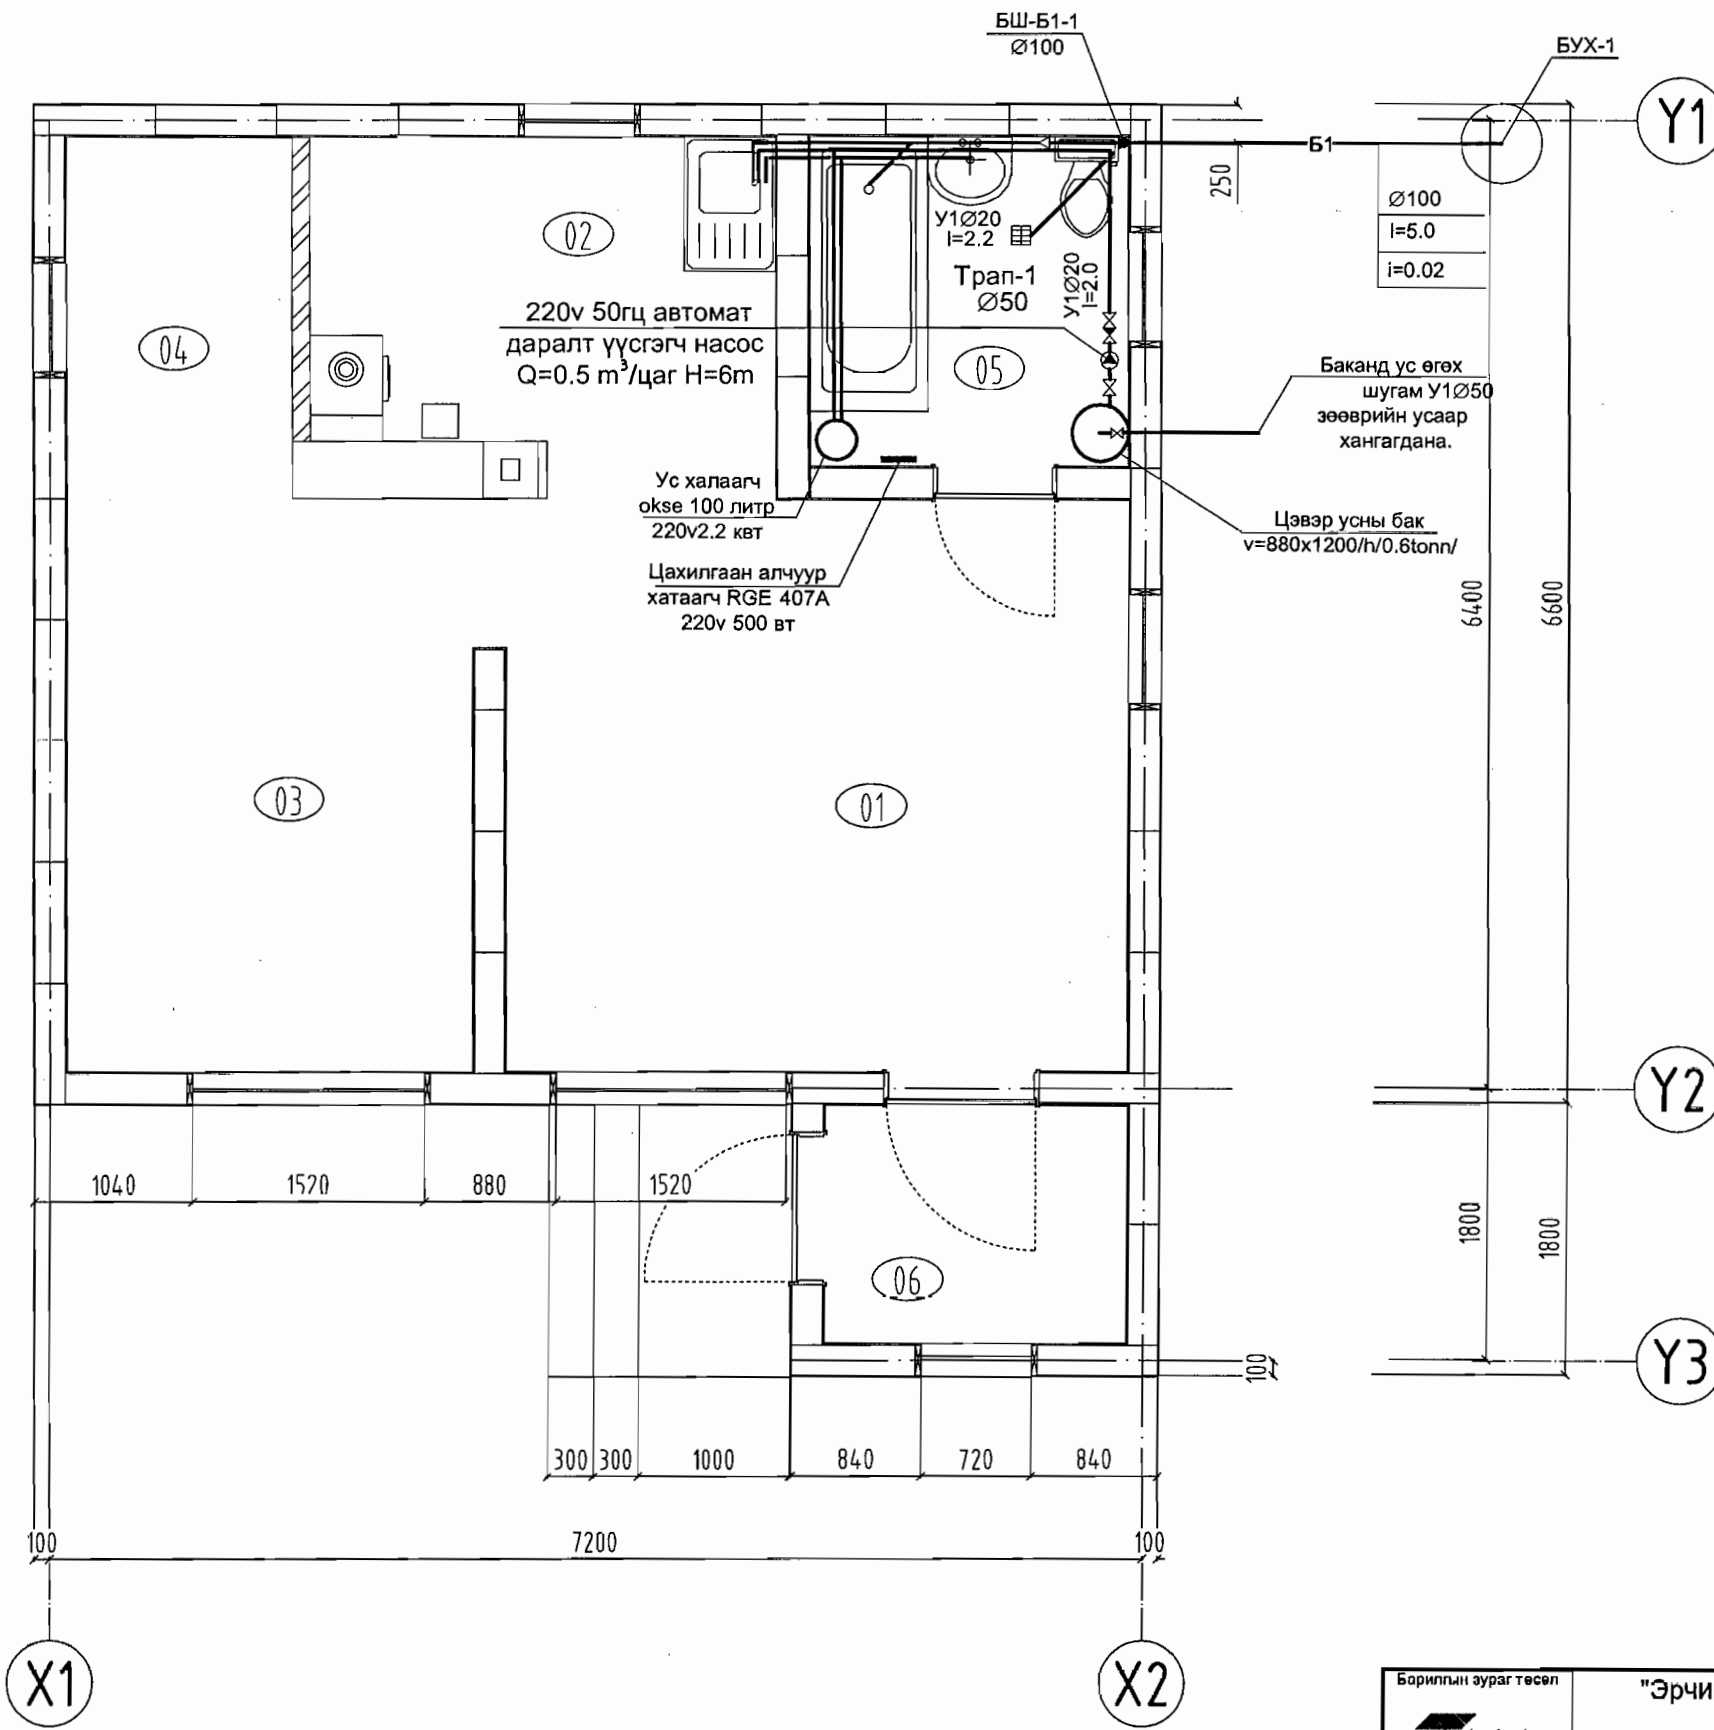 БШ-Б1-1
Ø100
БУХ-1
Y1
Б1
250
Ø100
l=5.0
i=0.02
02
У1Ø20
l=2.2
Трап-1
Ø50
У1Ø20
l=2.0
220v 50гц автомат
даралт үүсгэгч насос
Q=0.5 m³/цаг H=6m
04
05
Баканд ус өгөх
шугам У1Ø50
зөөврийн усаар
хангагдана.
Ус халаагч
okse 100 литр
220v2.2 квт
Цэвэр усны бак
v=880x1200/h/0.6tonn/
Цахилгаан алчуур
хатаагч RGE 407A
220v 500 вт
6400
6600
03
01
Y2
1040
1520
880
1520
1800
1800
06
Y3
100
300
300
1000
840
720
840
100
7200
100
X1
X2
Барилгын зураг төсөл
"Эрчи